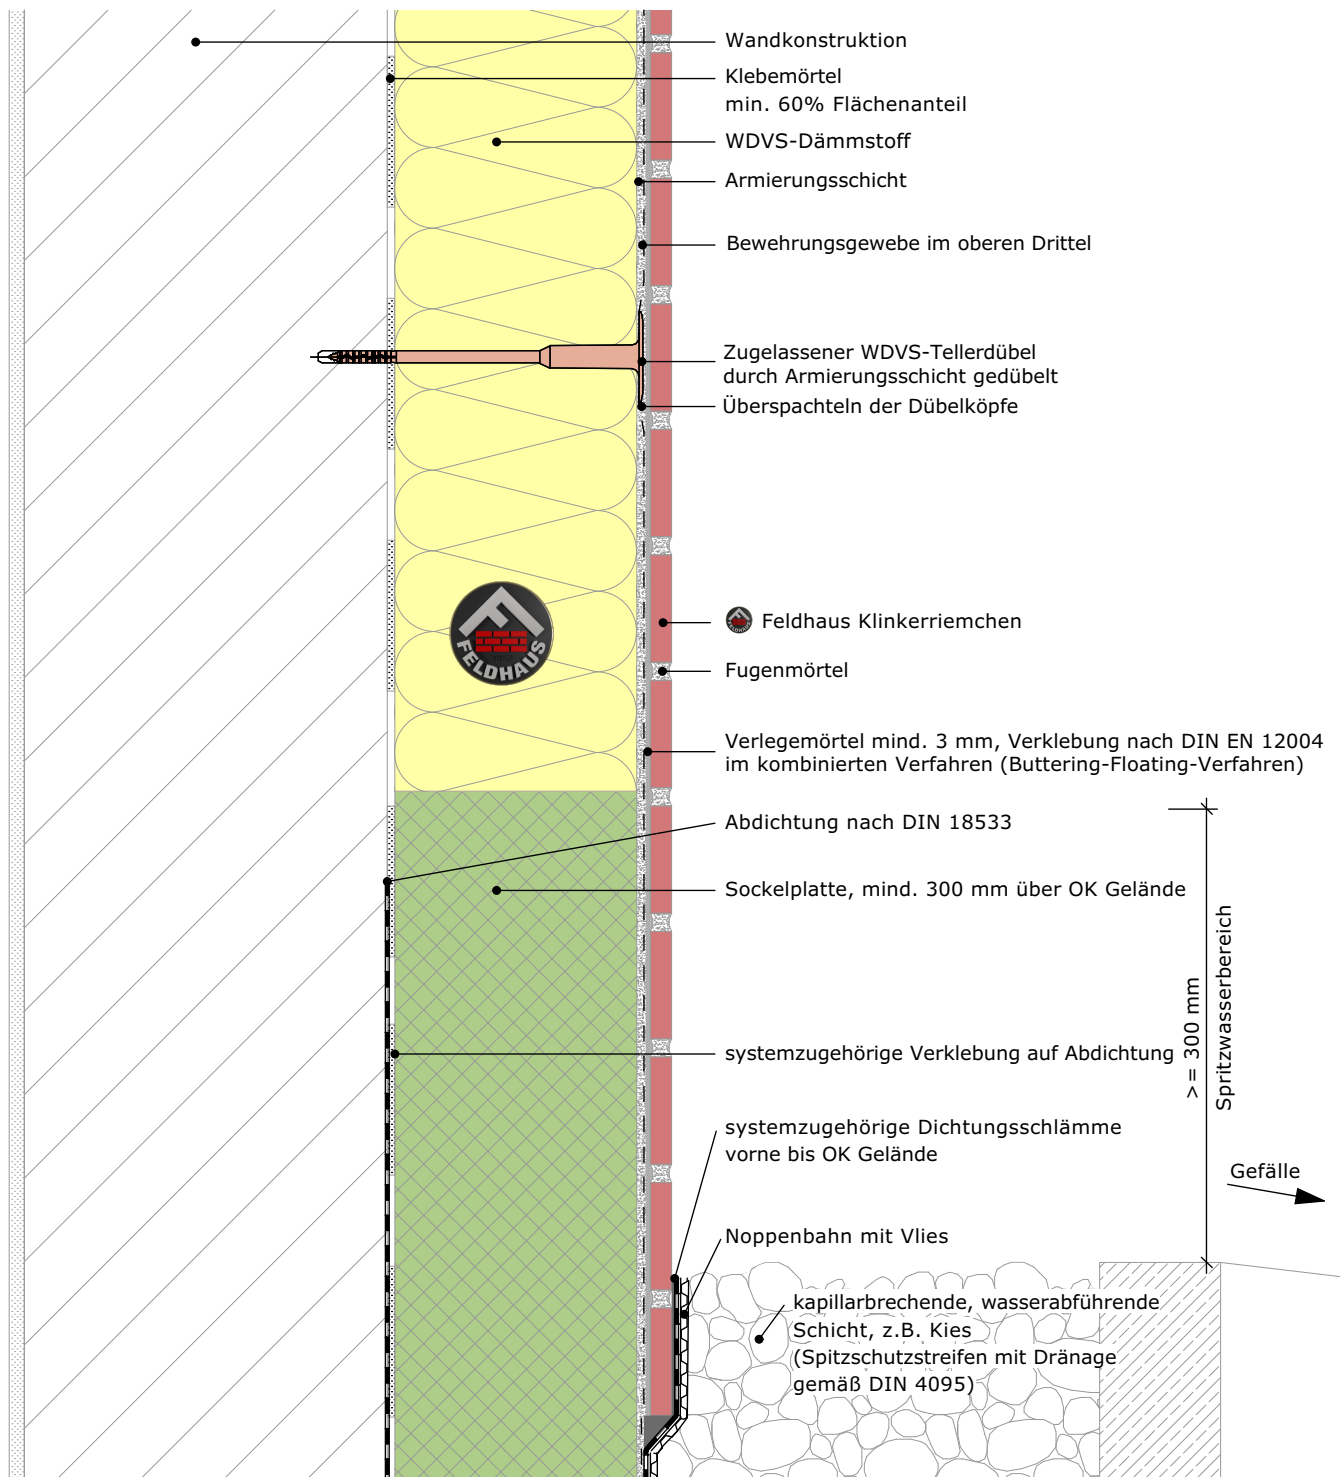 Wandkonstruktion
Klebemörtel
min. 60% Flächenanteil
WDVS-Dämmstoff
Armierungsschicht
Bewehrungsgewebe im oberen Drittel
Zugelassener WDVS-Tellerdübel
durch Armierungsschicht gedübelt
Überspachteln der Dübelköpfe
FELDHAUS
Feldhaus Klinkerriemchen
Fugenmörtel
Verlegemörtel mind. 3 mm, Verklebung nach DIN EN 12004
im kombinierten Verfahren (Buttering-Floating-Verfahren)
Abdichtung nach DIN 18533
Sockelplatte, mind. 300 mm über OK Gelände
>= 300 mm
Spritzwasserbereich
systemzugehörige Verklebung auf Abdichtung
systemzugehörige Dichtungsschlämme
vorne bis OK Gelände
Gefälle
Noppenbahn mit Vlies
kapillarbrechende, wasserabführende
Schicht, z.B. Kies
(Spitzschutzstreifen mit Dränage
gemäß DIN 4095)